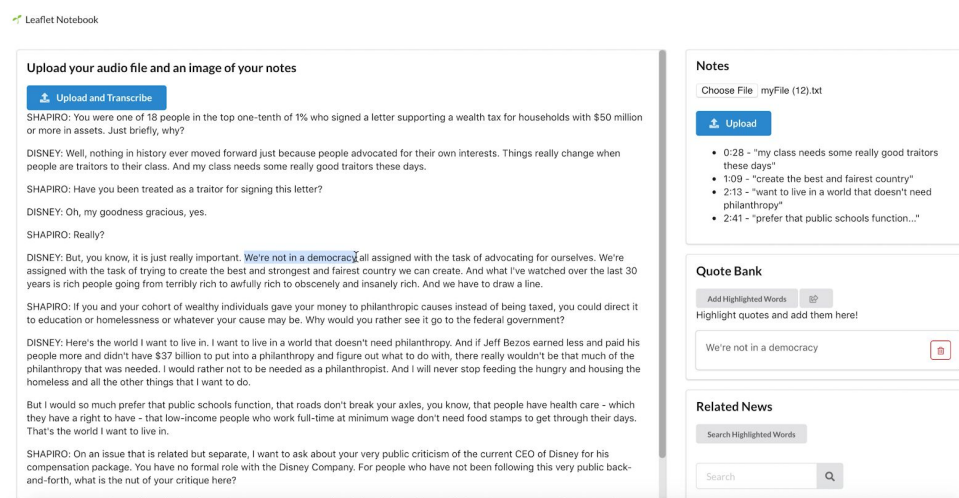 Leaflet Notebook
Upload your audio file and an image of your notes
Upload and Transcribe
SHAPIRO: You were one of 18 people in the top one-tenth of 1% who signed a letter supporting a wealth tax for households with $50 million
or more in assets. Just briefly, why?
DISNEY: Well, nothing in history ever moved forward just because people advocated for their own interests. Things really change when
people are traitors to their class. And my class needs some really good traitors these days.
SHAPIRO: Have you been treated as a traitor for signing this letter?
DISNEY: Oh, my goodness gracious, yes.
SHAPIRO: Really?
DISNEY: But, you know, it is just really important. We're not in a democracy all assigned with the task of advocating for ourselves. We're
assigned with the task of trying to create the best and strongest and fairest country we can create. And what I've watched over the last 30
years is rich people going from terribly rich to awfully rich to obscenely and insanely rich. And we have to draw a line.
SHAPIRO: If you and your cohort of wealthy individuals gave your money to philanthropic causes instead of being taxed, you could direct it
to education or homelessness or whatever your cause may be. Why would you rather see it go to the federal government?
DISNEY: Here's the world I want to live in. I want to live in a world that doesn't need philanthropy. And if Jeff Bezos earned less and paid his
people more and didn't have $37 billion to put into a philanthropy and figure out what to do with, there really wouldn't be that much of the
philanthropy that was needed. I would rather not to be needed as a philanthropist. And I will never stop feeding the hungry and housing the
homeless and all the other things that I want to do.
But I would so much prefer that public schools function, that roads don't break your axles, you know, that people have health care - which
they have a right to have - that low-income people who work full-time at minimum wage don't need food stamps to get through their days.
That's the world I want to live in.
SHAPIRO: On an issue that is related but separate, I want to ask about your very public criticism of the current CEO of Disney for his
compensation package. You have no formal role with the Disney Company. For people who have not been following this very public back-
and-forth, what is the nut of your critique here?
Notes
Choose File myFile (12).txt
Upload
• 0:28 - "my class needs some really good traitors
these days"
• 1:09 - "create the best and fairest country"
• 2:13 - "want to live in a world that doesn't need
philanthropy"
• 2:41 - "prefer that public schools function..."
Quote Bank
Add Highlighted Words
Highlight quotes and add them here!
We're not in a democracy
Related News
Search Highlighted Words
Search